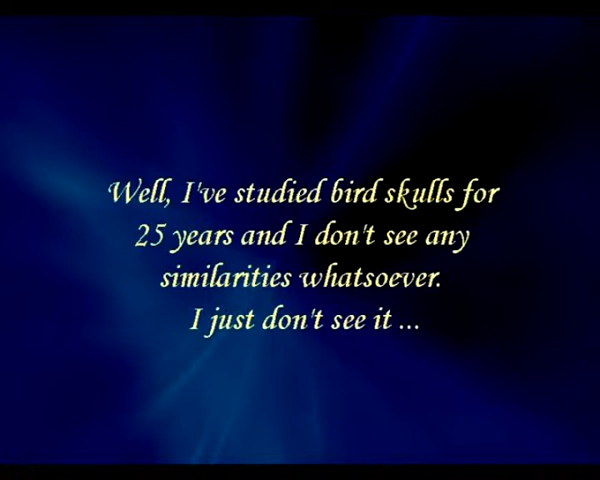 Well, I've studied bird skulls for
25 years and I don't see any
similarities whatsoever.
I just don't see it ...